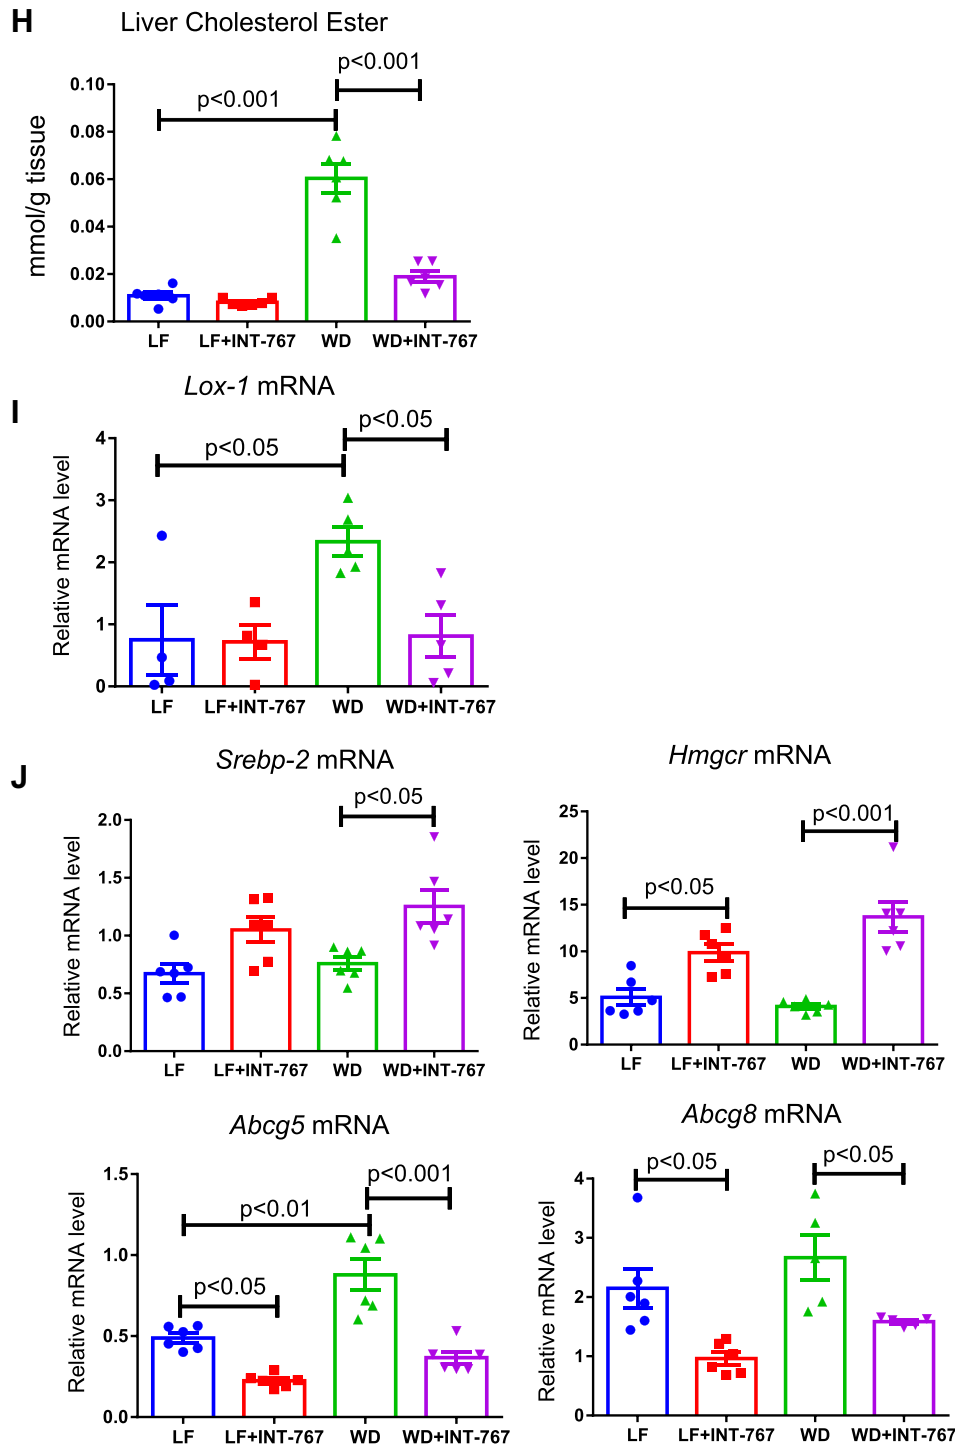 H
Liver Cholesterol Ester
p<0.001
p<0.001
mmol/g tissue
0.10
0.08
0.06
0.04
0.02
0.00
LF
LF+INT-767
WD
WD+INT-767
I
Lox-1 mRNA
p<0.05
p<0.05
Relative mRNA level
4
3
2
1
0
LF
LF+INT-767
WD
WD+INT-767
J
Srebp-2 mRNA
p<0.05
Relative mRNA level
2.0
1.5
1.0
0.5
0.0
LF
LF+INT-767
WD
WD+INT-767
Hmgcr mRNA
p<0.001
p<0.05
Relative mRNA level
25
20
15
10
5
0
LF
LF+INT-767
WD
WD+INT-767
Abcg5 mRNA
p<0.001
p<0.01
p<0.05
Relative mRNA level
1.5
1.0
0.5
0.0
LF
LF+INT-767
WD
WD+INT-767
Abcg8 mRNA
p<0.05
p<0.05
Relative mRNA level
4
3
2
1
0
LF
LF+INT-767
WD
WD+INT-767